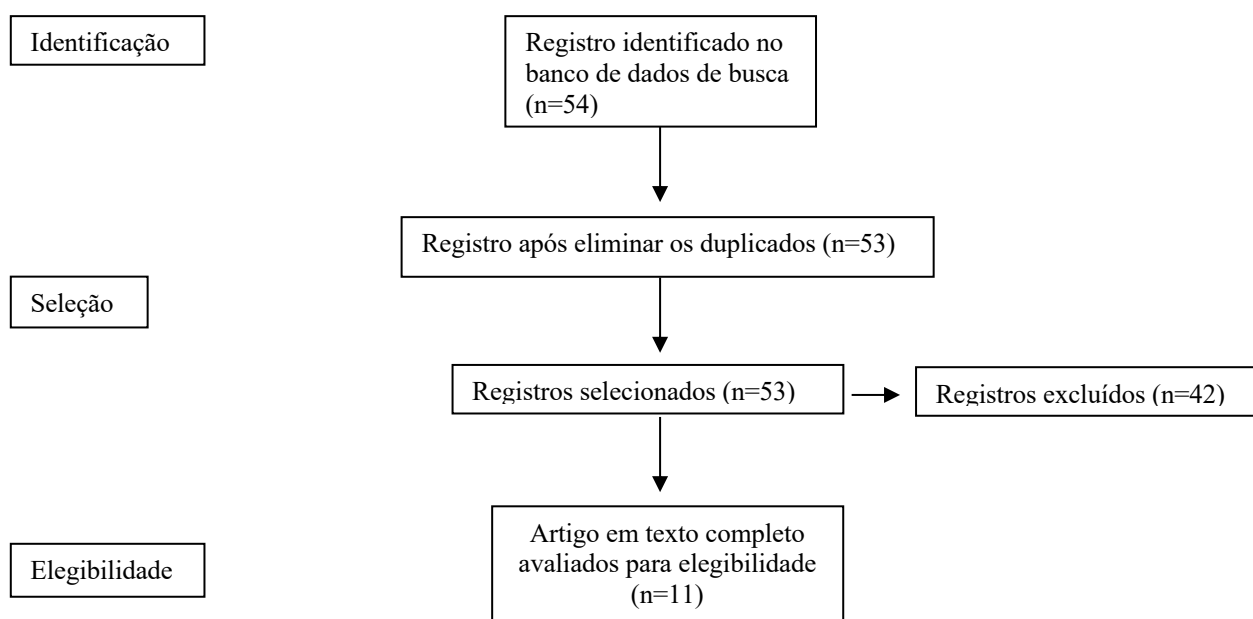 Identificação
Registro identificado no
banco de dados de busca
(n=54)
Registro após eliminar os duplicados (n=53)
Seleção
Registros selecionados (n=53)
Registros excluídos (n=42)
Artigo em texto completo
avaliados para elegibilidade
(n=11)
Elegibilidade